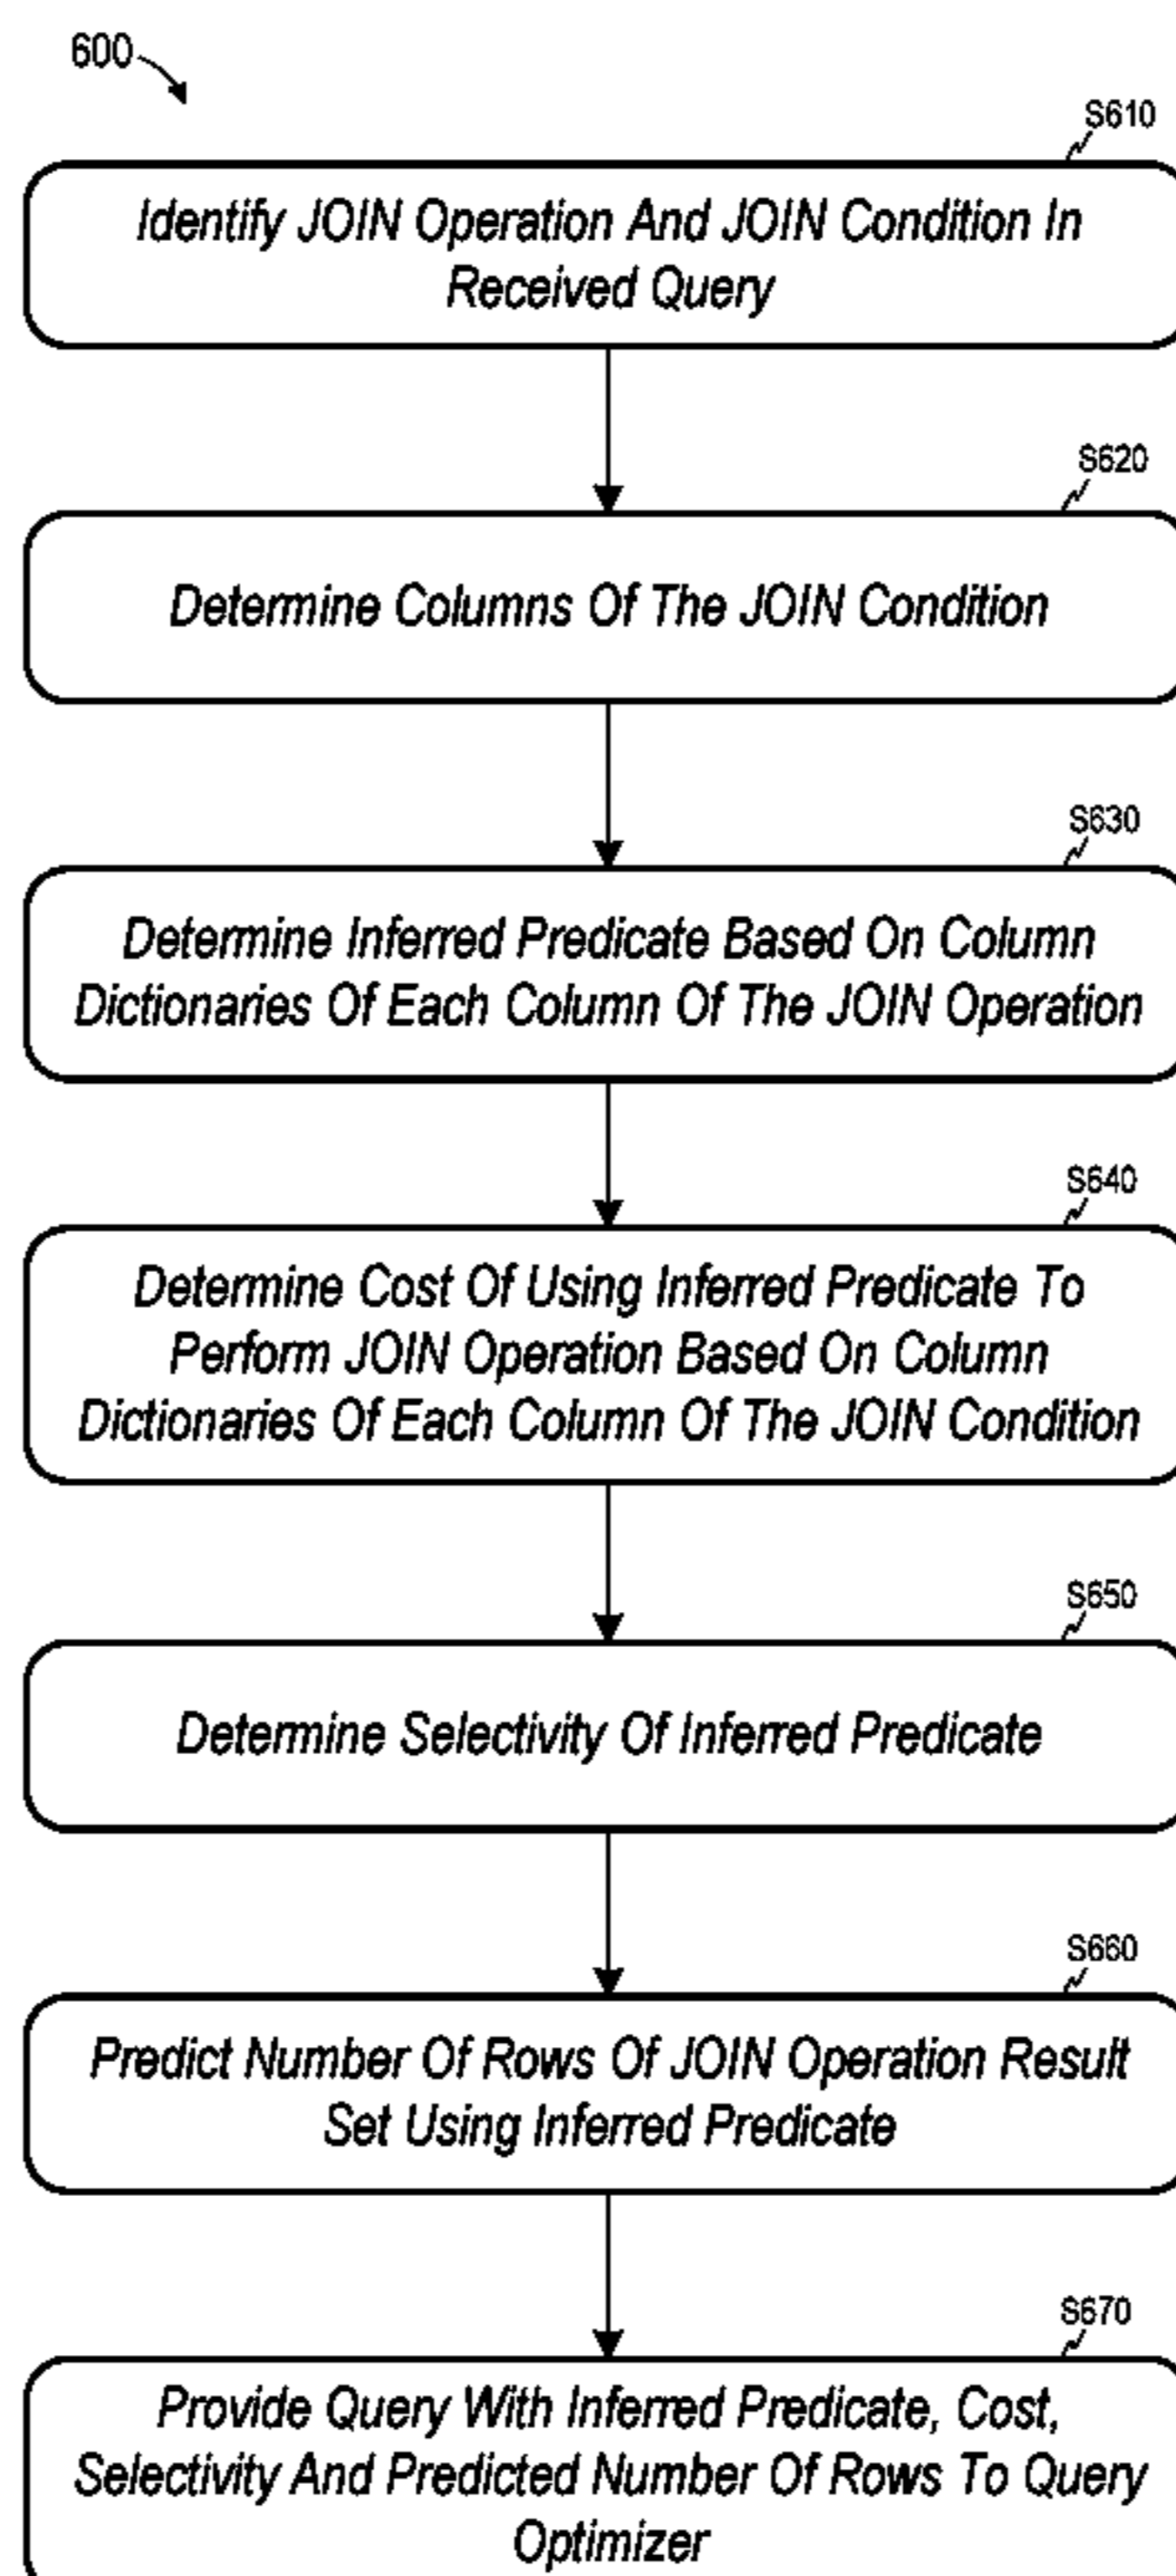 600
S610
Identify JOIN Operation And JOIN Condition In
Received Query
S620
Determine Columns Of The JOIN Condition
S630
Determine Inferred Predicate Based On Column
Dictionaries Of Each Column Of The JOIN Operation
S640
Determine Cost Of Using Inferred Predicate To
Perform JOIN Operation Based On Column
Dictionaries Of Each Column Of The JOIN Condition
S650
Determine Selectivity Of Inferred Predicate
S660
Predict Number Of Rows Of JOIN Operation Result
Set Using Inferred Predicate
S670
Provide Query With Inferred Predicate, Cost,
Selectivity And Predicted Number Of Rows To Query
Optimizer